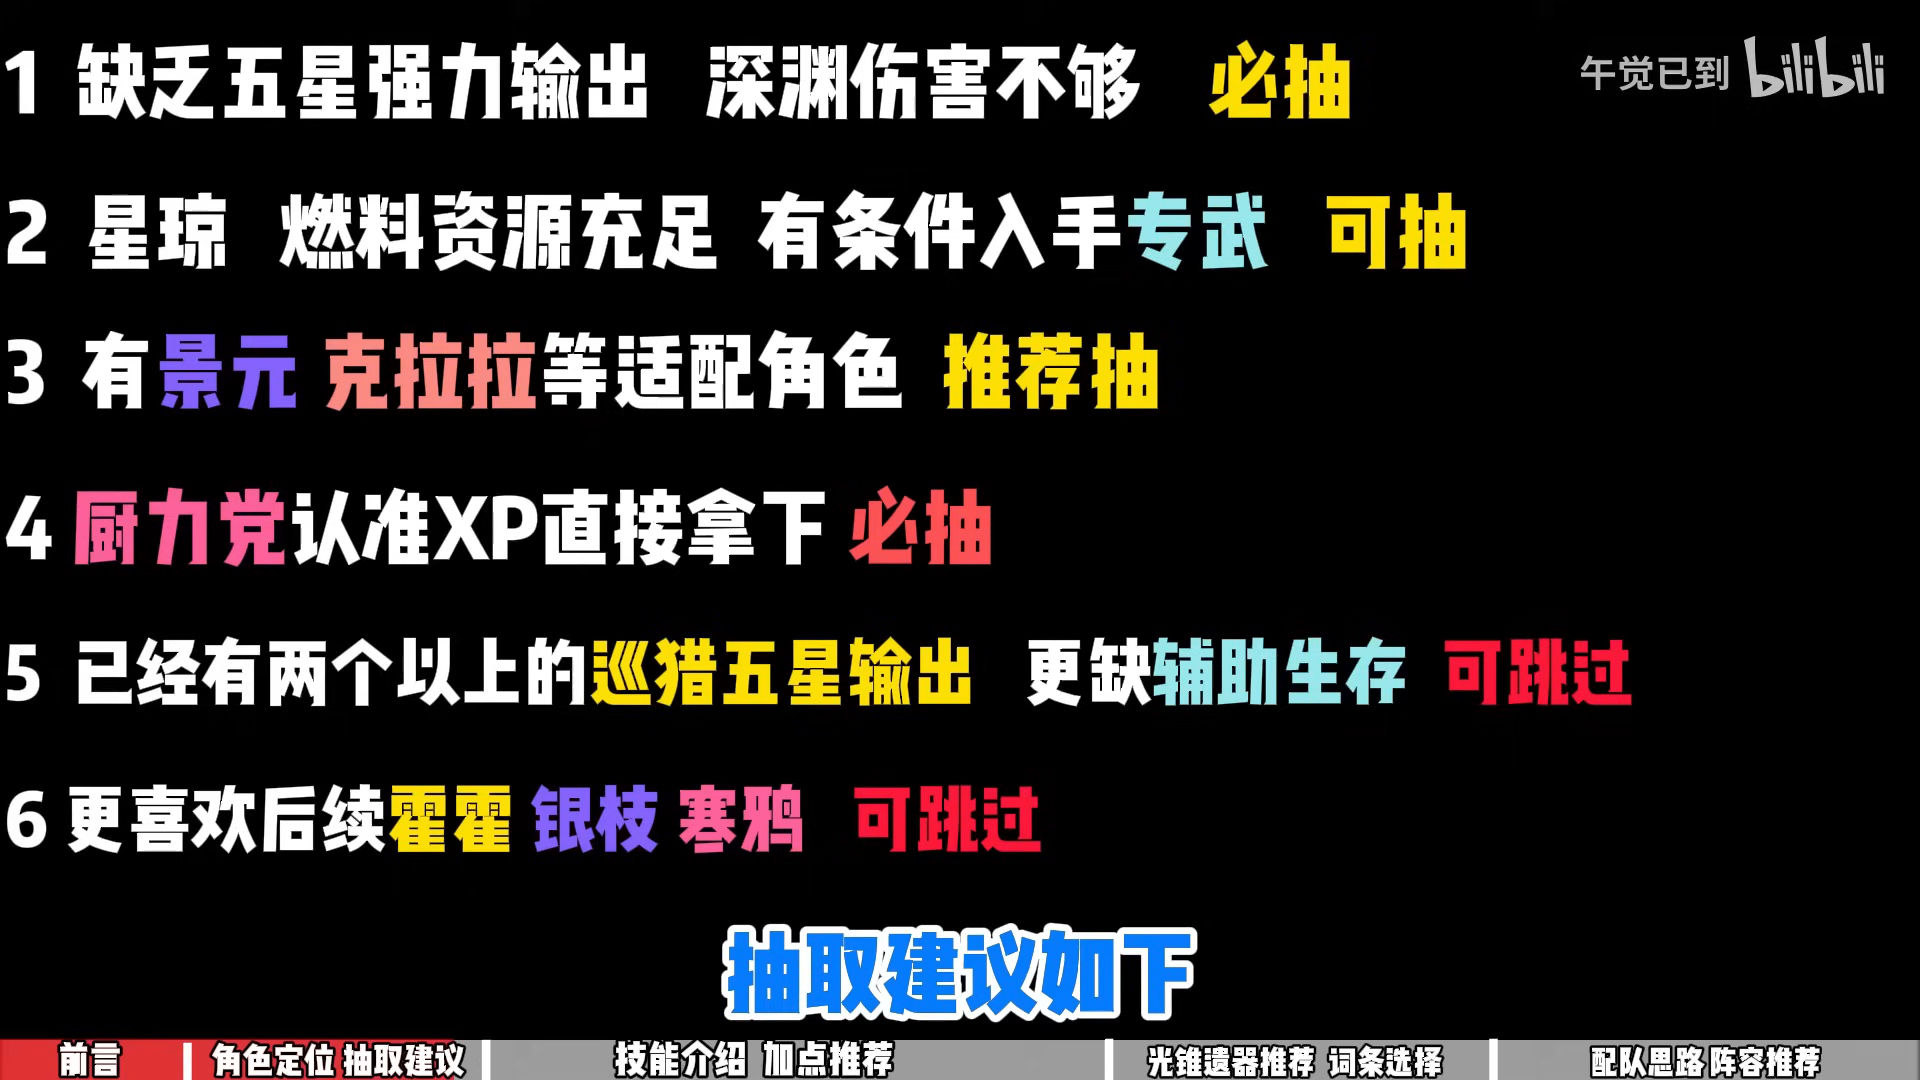 1 缺乏五星强力输出 深渊伤害不够 必抽
午觉已到 bilibili
2 星琼 燃料资源充足 有条件入手专武 可抽
3 有景元 克拉拉等适配角色 推荐抽
4 厨力党认准XP直接拿下 必抽
5 已经有两个以上的巡猎五星输出 更缺辅助生存 可跳过
6 更喜欢后续霍霍 银枝 寒鸦 可跳过
抽取建议如下
前言 角色定位 抽取建议 技能介绍 加点推荐 光锥遗器推荐 词条选择 配队思路 阵容推荐